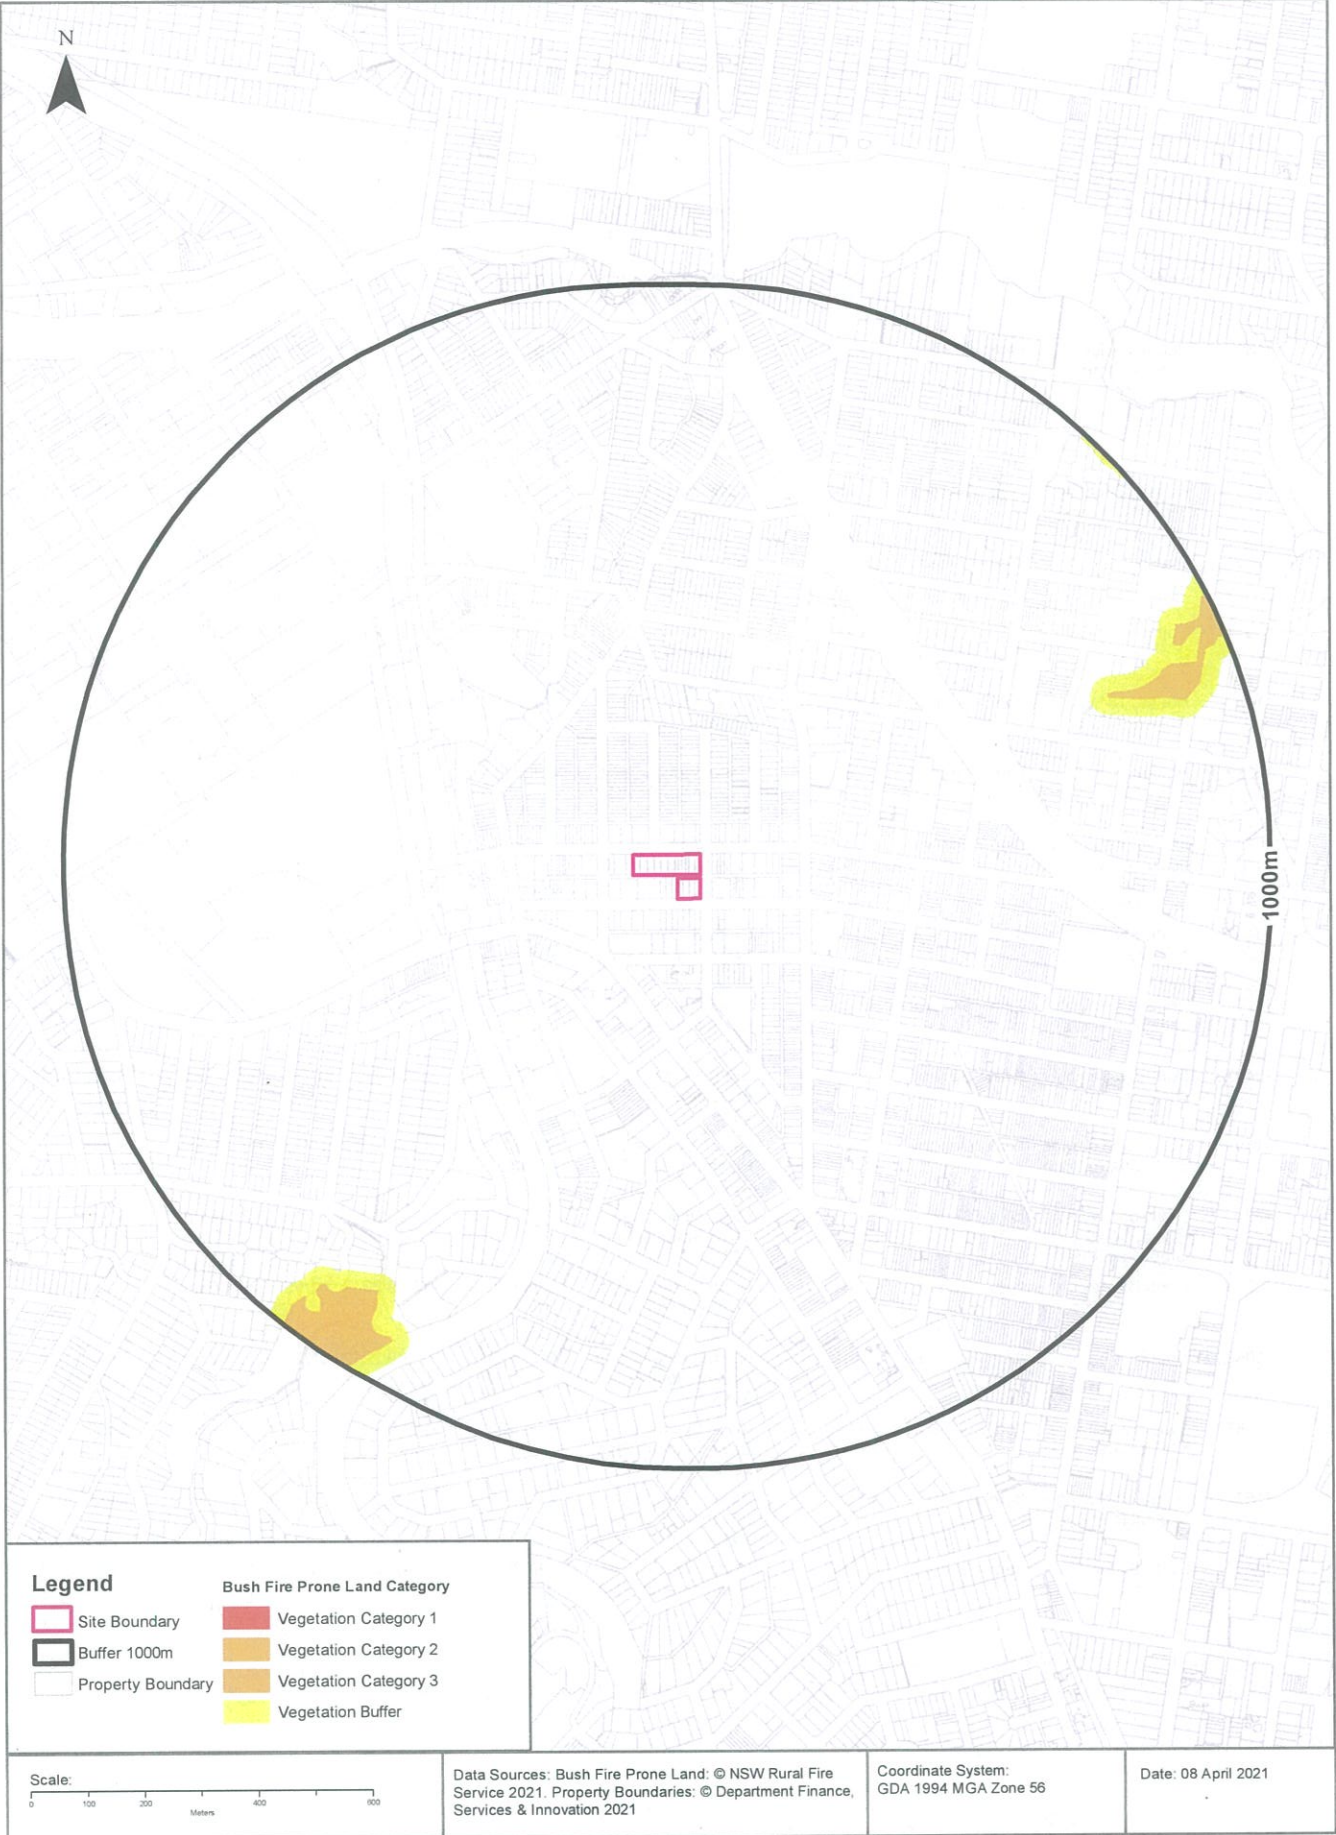 N
1000m
Legend
Site Boundary
Buffer 1000m
Property Boundary
Bush Fire Prone Land Category
Vegetation Category 1
Vegetation Category 2
Vegetation Category 3
Vegetation Buffer
Scale:
0 100 200 400 600
Meters
Data Sources: Bush Fire Prone Land: © NSW Rural Fire
Service 2021. Property Boundaries: © Department Finance,
Services & Innovation 2021
Coordinate System:
GDA 1994 MGA Zone 56
Date: 08 April 2021